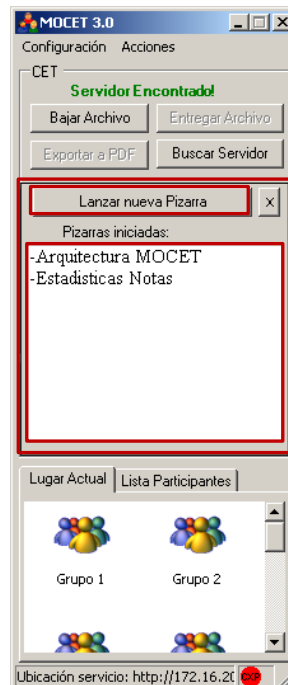 MOCET 3.0
Configuración Acciones
CET
Servidor Encontrado!
Bajar Archivo Entregar Archivo
Exportar a PDF Buscar Servidor
Lanzar nueva Pizarra x
Pizarras iniciadas:
-Arquitectura MOCET
-Estadisticas Notas
Lugar Actual Lista Participantes
Grupo 1 Grupo 2
Ubicación servicio: http://172.16.20